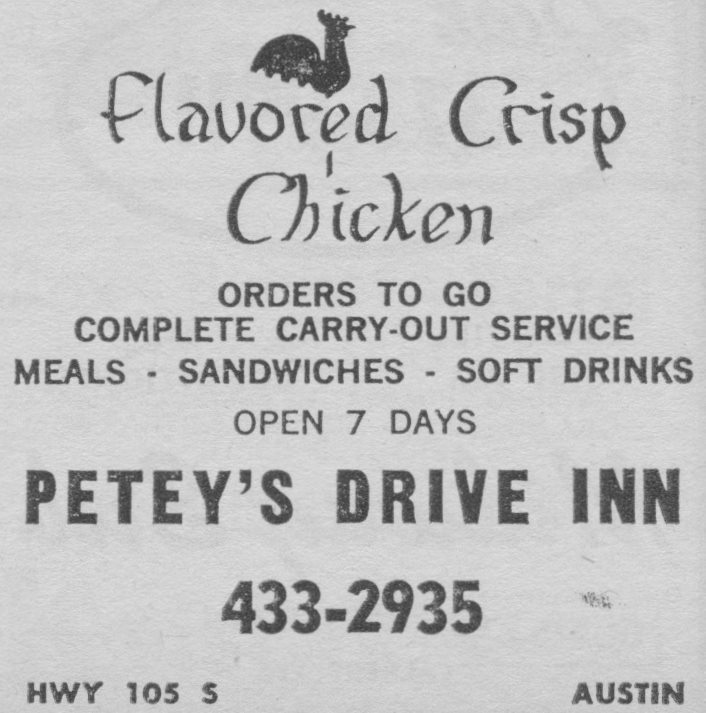 Flavored Crisp
Chicken
ORDERS TO GO
COMPLETE CARRY-OUT SERVICE
MEALS - SANDWICHES - SOFT DRINKS
OPEN 7 DAYS
PETEY'S DRIVE INN
433-2935
HWY 105 S AUSTIN